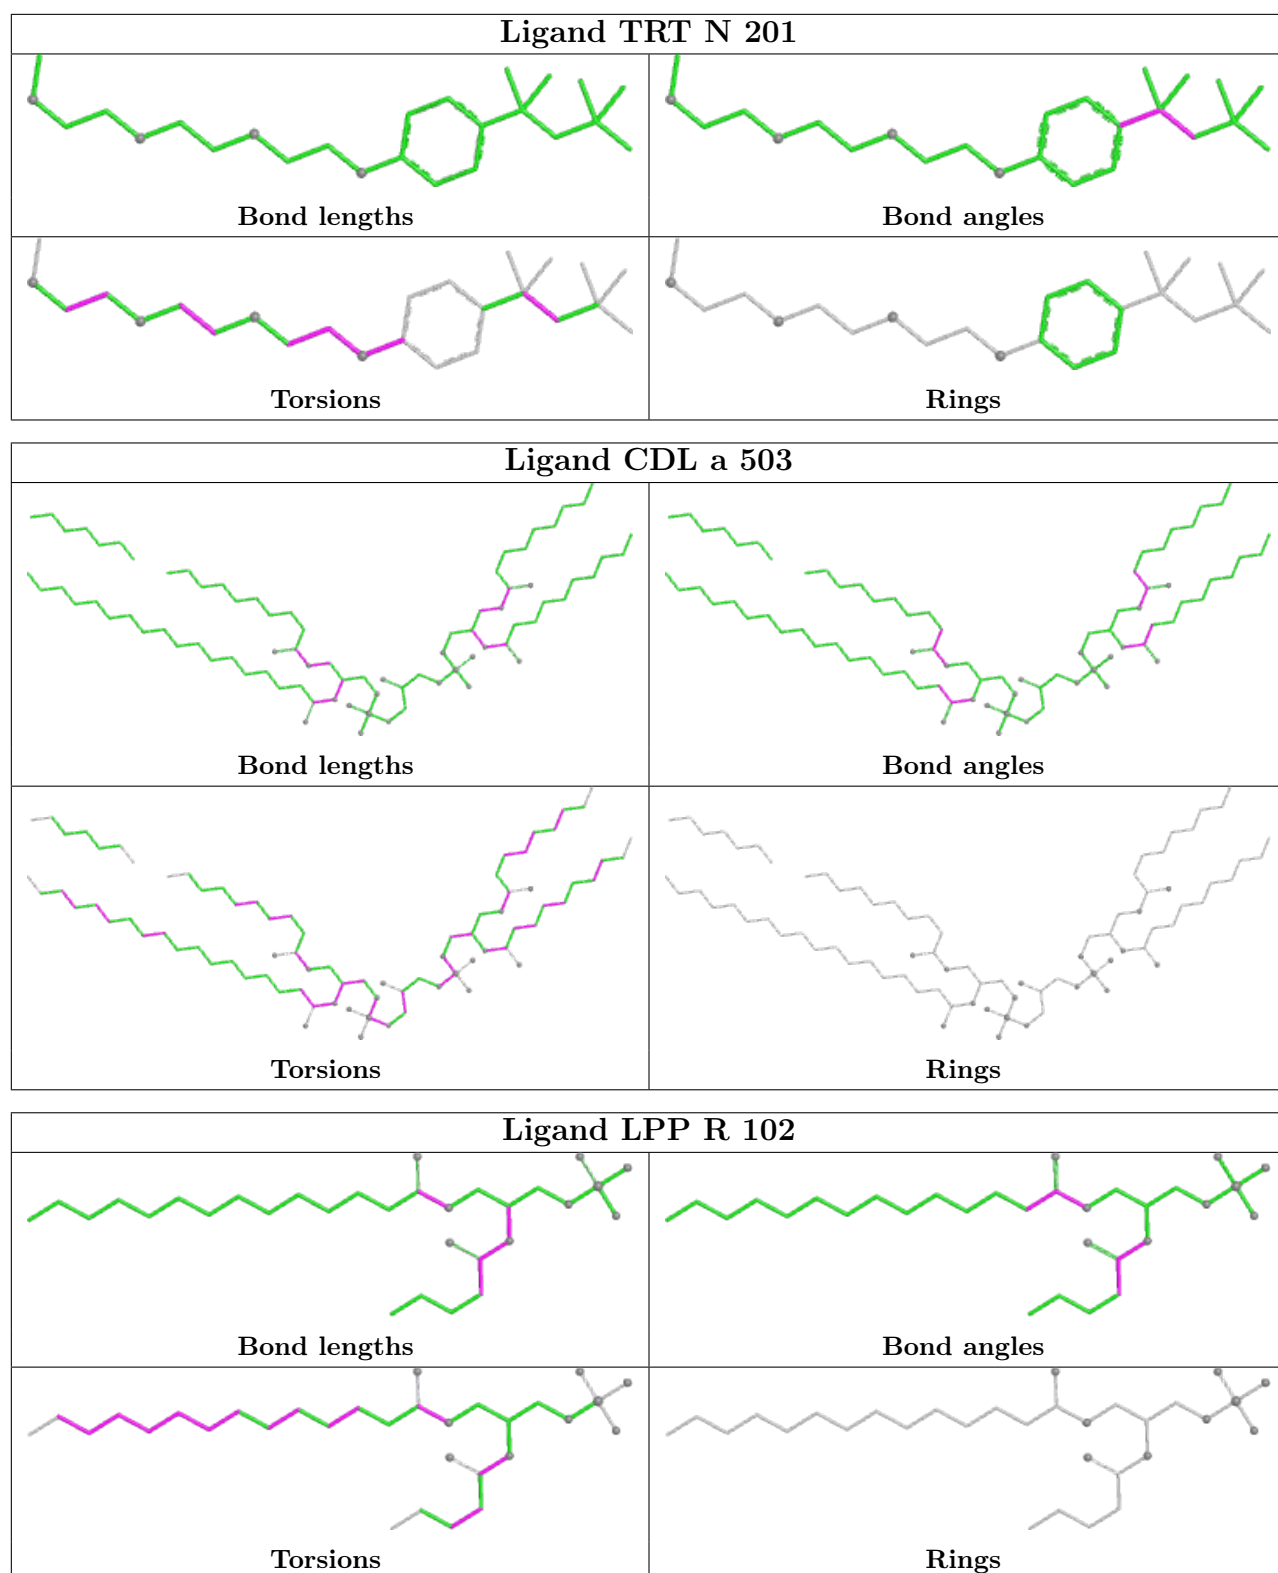 Ligand TRT N 201
Bond lengths
Bond angles
Torsions
Rings
Ligand CDL a 503
Bond lengths
Bond angles
Torsions
Rings
Ligand LPP R 102
Bond lengths
Bond angles
Torsions
Rings